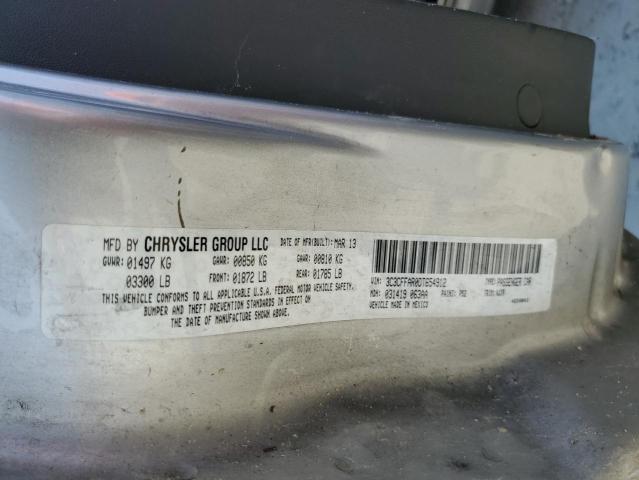 MFD BY CHRYSLER GROUP LLC DATE OF MFR(BUILT): MAR 13
GVWR: 01497 KG GAWR: 00850 KG GAWR: 00810 KG
03300 LB FRONT: 01872 LB REAR: 01785 LB
THIS VEHICLE CONFORMS TO ALL APPLICABLE U.S.A. FEDERAL MOTOR VEHICLE SAFETY,
BUMPER AND THEFT PREVENTION STANDARDS IN EFFECT ON
THE DATE OF MANUFACTURE SHOWN ABOVE.
VIN: 3C3CFFAR0DT654912 TYPE: PASSENGER CAR
MDH: 031419 063AA PAINT: TRIM:
VEHICLE MADE IN MEXICO